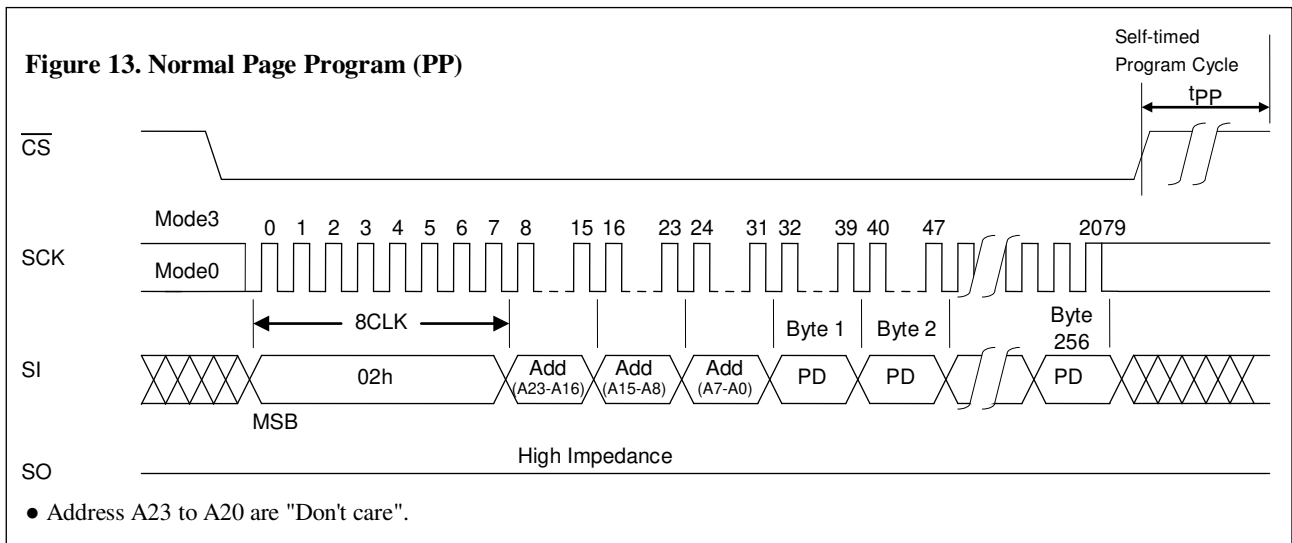 Figure 13. Normal Page Program (PP)
Self-timed
Program Cycle
tPP
CS
Mode3
0 1 2 3 4 5 6 7 8 15 16 23 24 31 32 39 40 47 2079
SCK
Mode0
8CLK
Byte 1 Byte 2 Byte 256
SI
02h
Add (A23-A16)
Add (A15-A8)
Add (A7-A0)
PD PD PD
MSB
High Impedance
SO
● Address A23 to A20 are "Don't care".